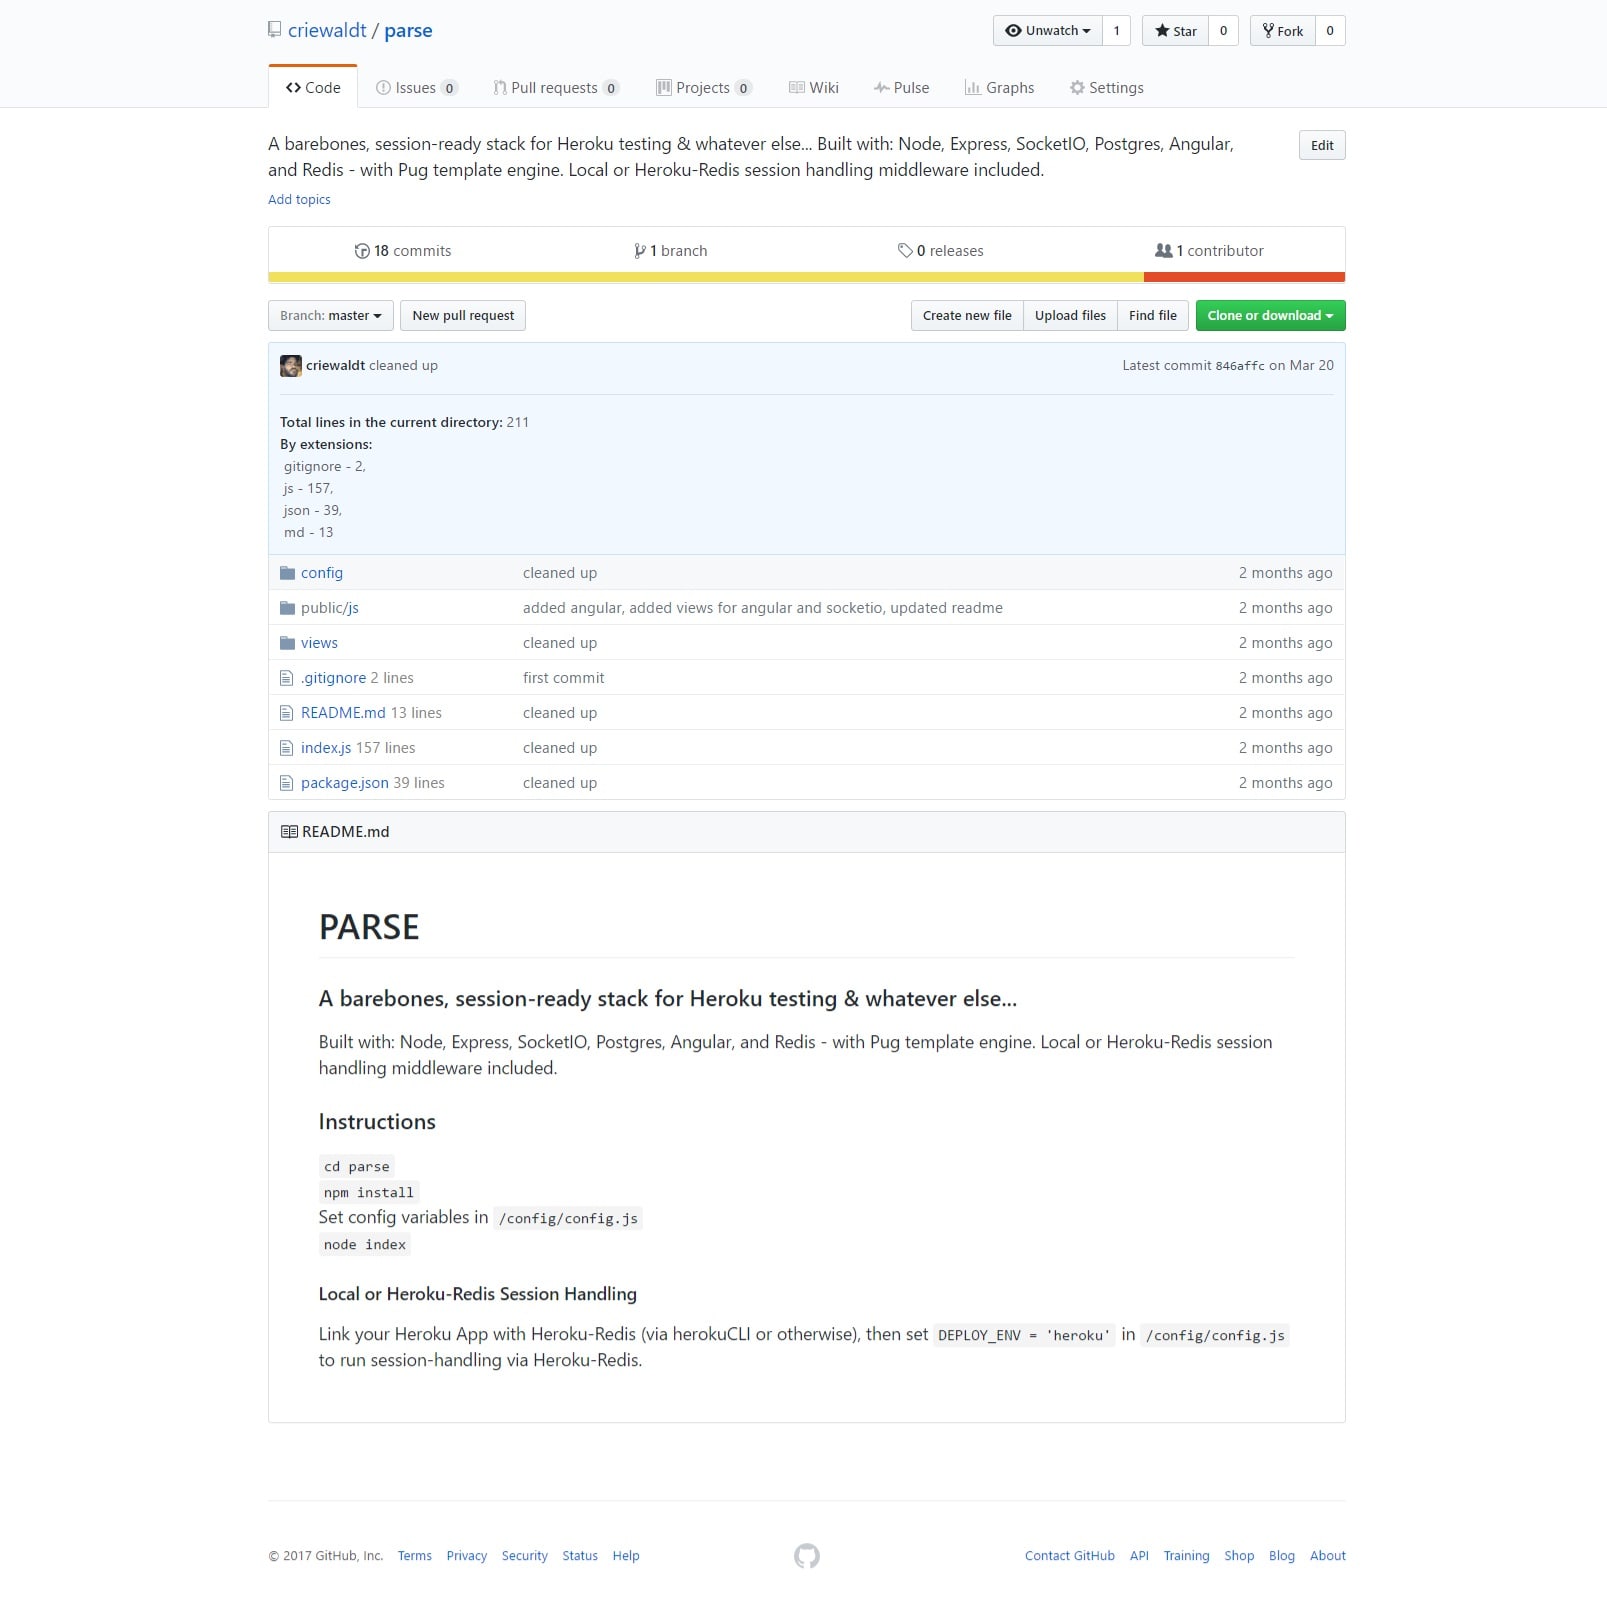 criewaldt / parse
Unwatch 1 Star 0 Fork 0
Code Issues 0 Pull requests 0 Projects 0 Wiki Pulse Graphs Settings
A barebones, session-ready stack for Heroku testing & whatever else... Built with: Node, Express, SocketIO, Postgres, Angular,
and Redis - with Pug template engine. Local or Heroku-Redis session handling middleware included.
Edit
Add topics
18 commits 1 branch 0 releases 1 contributor
Branch: master New pull request Create new file Upload files Find file Clone or download
criewaldt cleaned up Latest commit 846affc on Mar 20
Total lines in the current directory: 211
By extensions:
gitignore - 2,
js - 157,
json - 39,
md - 13
config cleaned up 2 months ago
public/js added angular, added views for angular and socketio, updated readme 2 months ago
views cleaned up 2 months ago
.gitignore 2 lines first commit 2 months ago
README.md 13 lines cleaned up 2 months ago
index.js 157 lines cleaned up 2 months ago
package.json 39 lines cleaned up 2 months ago
README.md
PARSE
A barebones, session-ready stack for Heroku testing & whatever else...
Built with: Node, Express, SocketIO, Postgres, Angular, and Redis - with Pug template engine. Local or Heroku-Redis session
handling middleware included.
Instructions
cd parse
npm install
Set config variables in /config/config.js
node index
Local or Heroku-Redis Session Handling
Link your Heroku App with Heroku-Redis (via herokuCLI or otherwise), then set DEPLOY_ENV = 'heroku' in /config/config.js
to run session-handling via Heroku-Redis.
© 2017 GitHub, Inc. Terms Privacy Security Status Help Contact GitHub API Training Shop Blog About